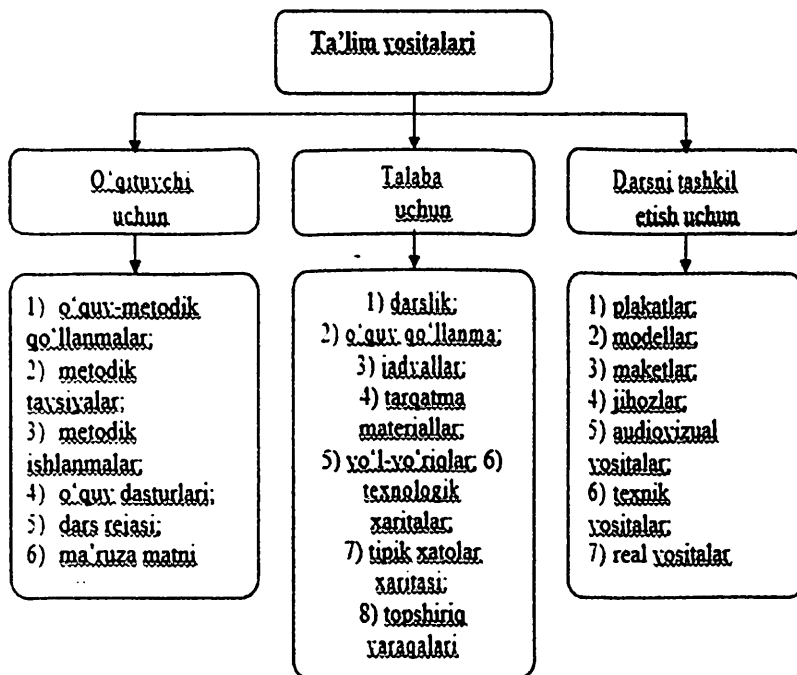 Ta'lim vositalari
O'qituvchi
uchun
Talaba
uchun
Darsni tashkil
etish uchun
1) o'quv-metodik
qo'llanmalar;
2) metodik
tavsiyalar;
3) metodik
ishlanmalar;
4) o'quv dasturlari;
5) dars rejasi;
6) ma'ruza matni
1) darslik;
2) o'quv qo'llanma;
3) jadvallar;
4) tarqatma
materiallar;
5) yo'l-yo'riqlar; 6)
texnologik
xaritalar;
7) tipik xatolar
xaritasi;
8) topshiriq
varaqalari
1) plakatlar;
2) modellar;
3) maketlar;
4) jihozlar;
5) audiovizual
vositalar;
6) texnik
vositalar;
7) real vositalar